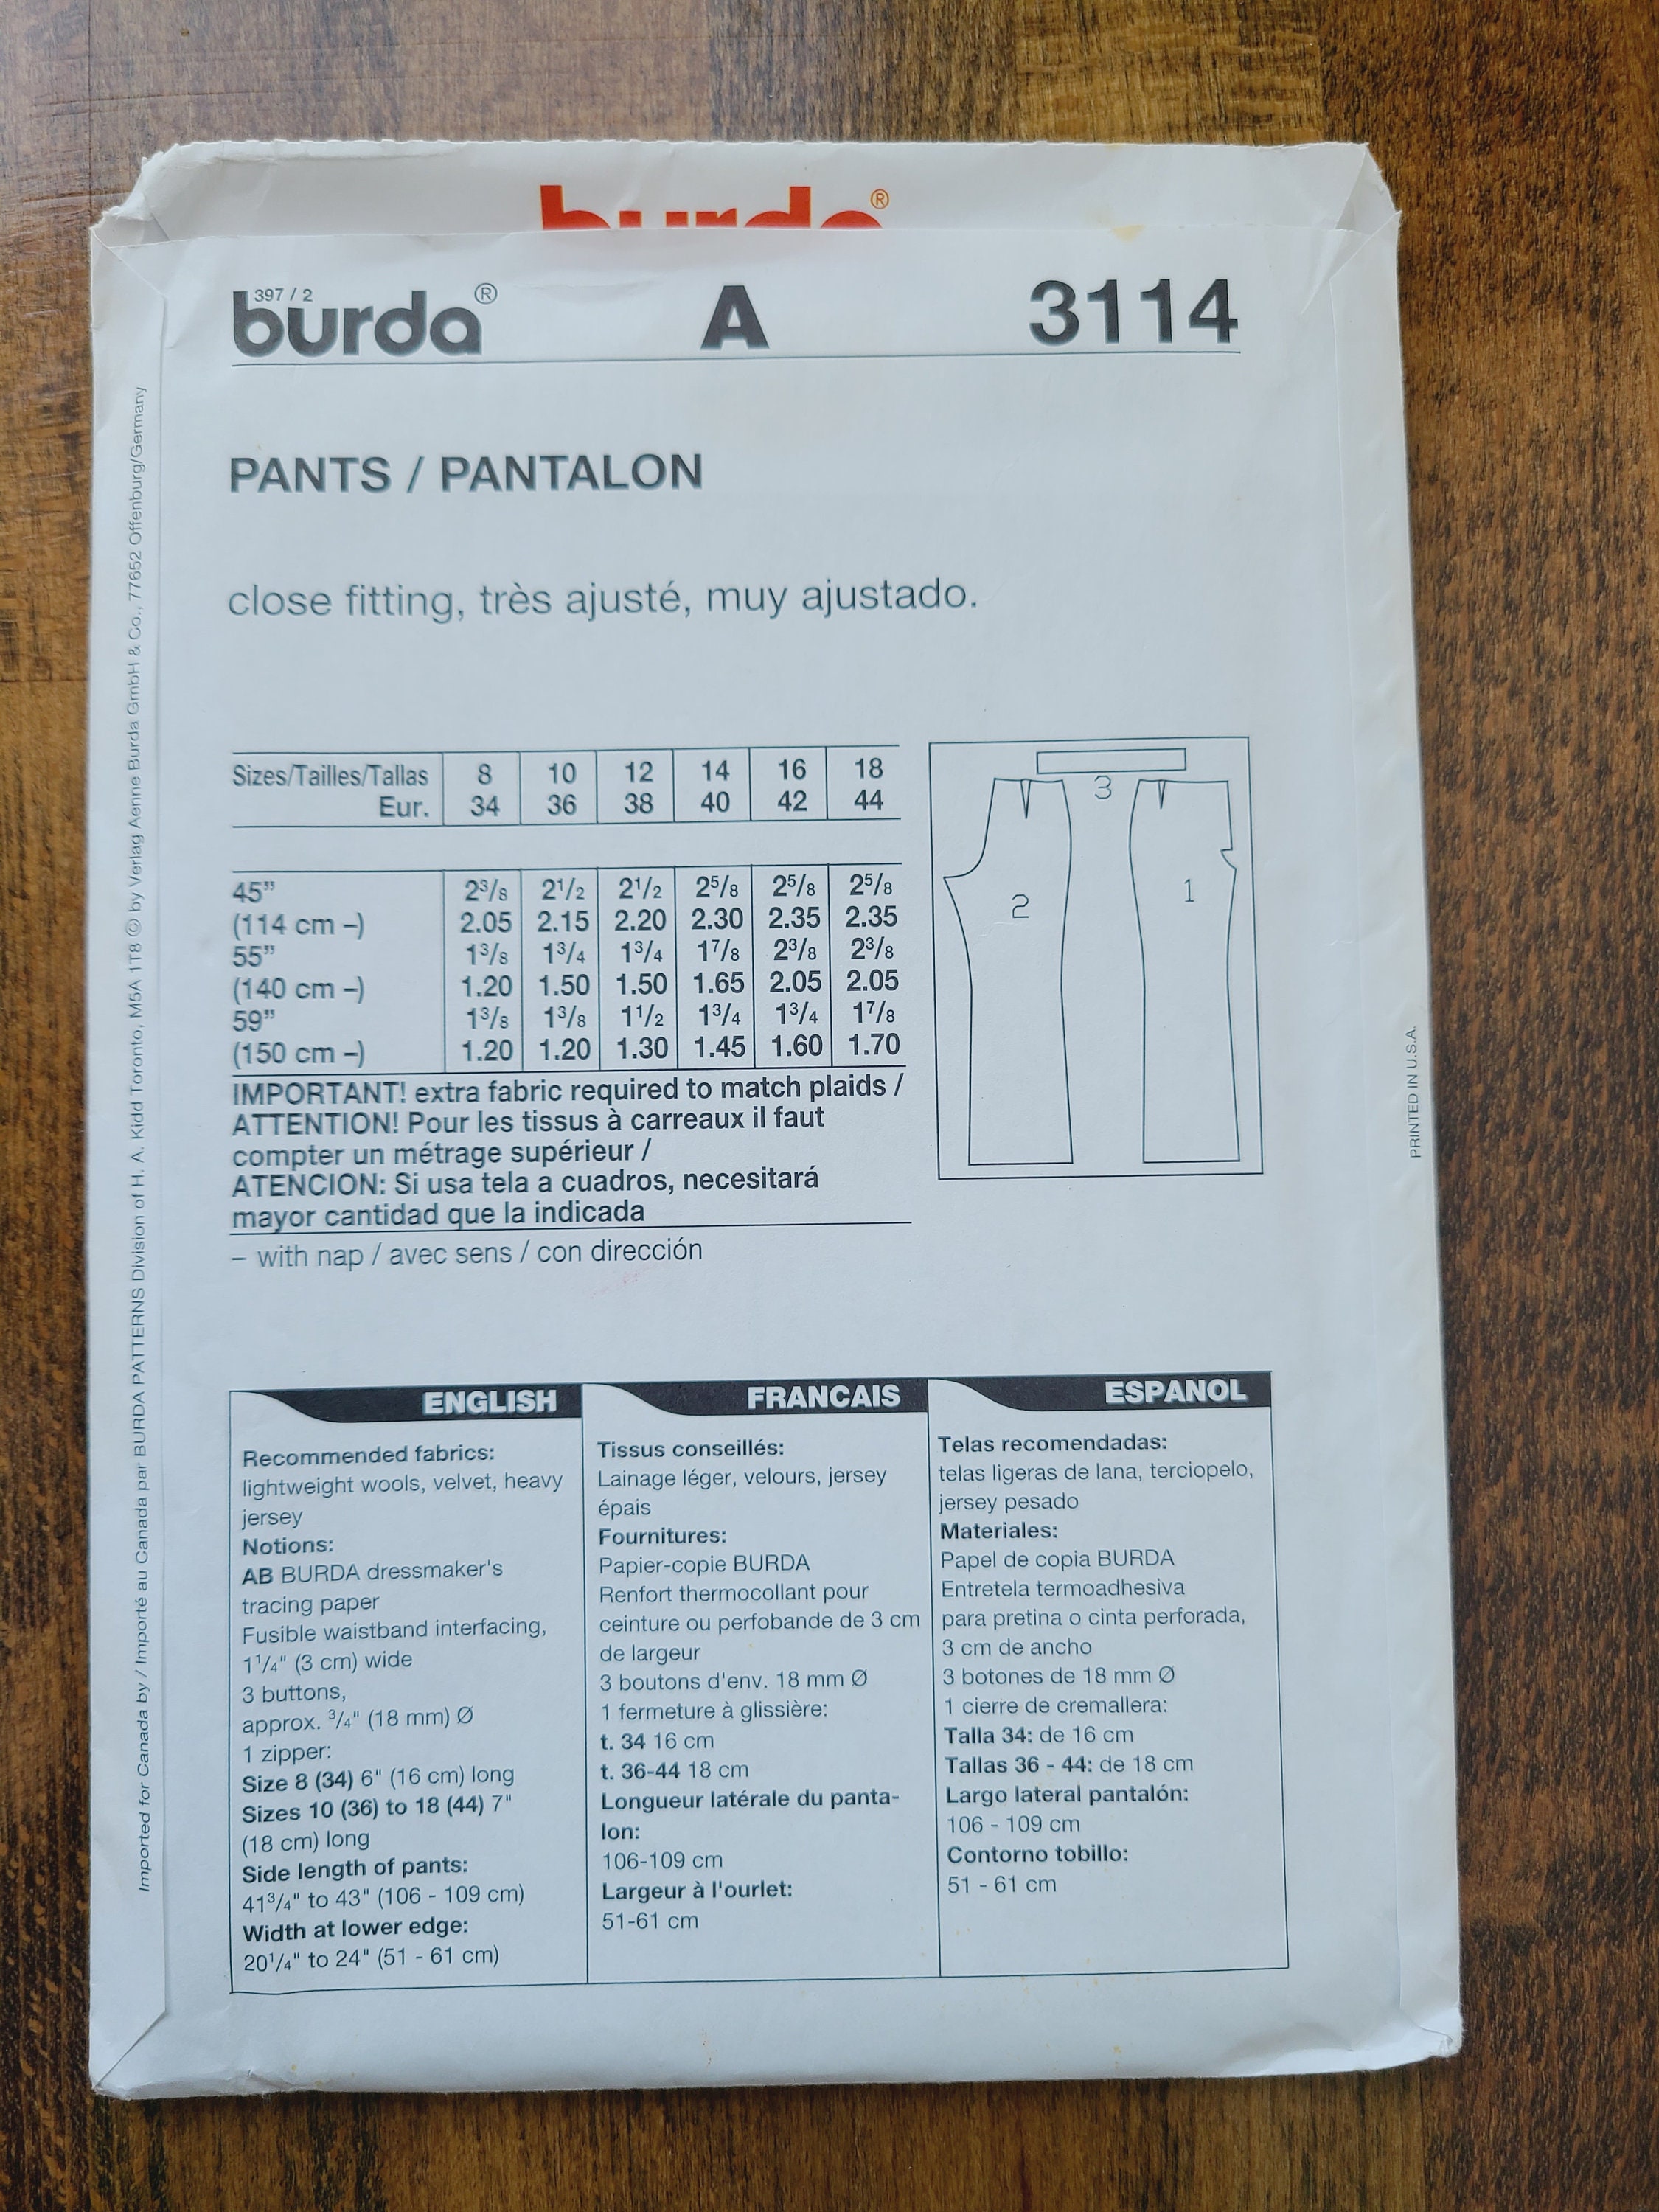 burda®
397 / 2
burda® A 3114
PANTS / PANTALON
close fitting, très ajusté, muy ajustado.
Sizes/Tailles/Tallas 8 10 12 14 16 18
Eur. 34 36 38 40 42 44
45" 2³/8 2¹/2 2¹/2 2⁵/8 2⁵/8 2⁵/8
(114 cm –) 2.05 2.15 2.20 2.30 2.35 2.35
55" 1³/8 1³/4 1³/4 1⁷/8 2³/8 2³/8
(140 cm –) 1.20 1.50 1.50 1.65 2.05 2.05
59" 1³/8 1³/8 1¹/2 1³/4 1³/4 1⁷/8
(150 cm –) 1.20 1.20 1.30 1.45 1.60 1.70
IMPORTANT! extra fabric required to match plaids /
ATTENTION! Pour les tissus à carreaux il faut
compter un métrage supérieur /
ATENCION: Si usa tela a cuadros, necesitará
mayor cantidad que la indicada
– with nap / avec sens / con dirección
3
2
1
ENGLISH
Recommended fabrics:
lightweight wools, velvet, heavy
jersey
Notions:
AB BURDA dressmaker's
tracing paper
Fusible waistband interfacing,
1¹/4" (3 cm) wide
3 buttons,
approx. ³/4" (18 mm) Ø
1 zipper:
Size 8 (34) 6" (16 cm) long
Sizes 10 (36) to 18 (44) 7"
(18 cm) long
Side length of pants:
41³/4" to 43" (106 - 109 cm)
Width at lower edge:
20¹/4" to 24" (51 - 61 cm)
FRANCAIS
Tissus conseillés:
Lainage léger, velours, jersey
épais
Fournitures:
Papier-copie BURDA
Renfort thermocollant pour
ceinture ou perfobande de 3 cm
de largeur
3 boutons d'env. 18 mm Ø
1 fermeture à glissière:
t. 34 16 cm
t. 36-44 18 cm
Longueur latérale du panta-
lon:
106-109 cm
Largeur à l'ourlet:
51-61 cm
ESPANOL
Telas recomendadas:
telas ligeras de lana, terciopelo,
jersey pesado
Materiales:
Papel de copia BURDA
Entretela termoadhesiva
para pretina o cinta perforada,
3 cm de ancho
3 botones de 18 mm Ø
1 cierre de cremallera:
Talla 34: de 16 cm
Tallas 36 - 44: de 18 cm
Largo lateral pantalón:
106 - 109 cm
Contorno tobillo:
51 - 61 cm
Imported for Canada by / Importé au Canada par BURDA PATTERNS Division of H. A. Kidd Toronto, M5A 1T8 © by Verlag Aenne Burda GmbH & Co., 77652 Offenburg/Germany
PRINTED IN U.S.A.